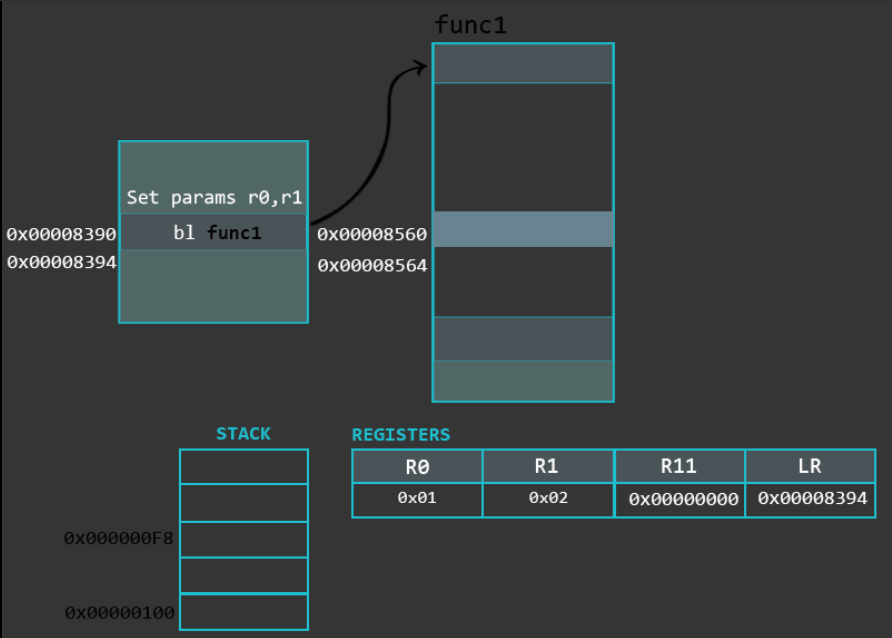 func1
Set params r0,r1
0x00008390 bl func1 0x00008560
0x00008394 0x00008564
STACK
REGISTERS
R0 R1 R11 LR
0x01 0x02 0x00000000 0x00008394
0x000000F8
0x00000100